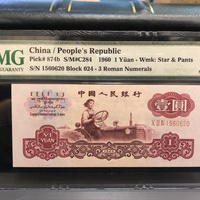 PMG
China / People's Republic
Pick# 874b S/M#C284 1960 1 Yüan - Wmk: Star & Pants
S/N 1560620 Block 024 - 3 Roman Numerals
中国人民银行
壹圆
1560620
YUAN